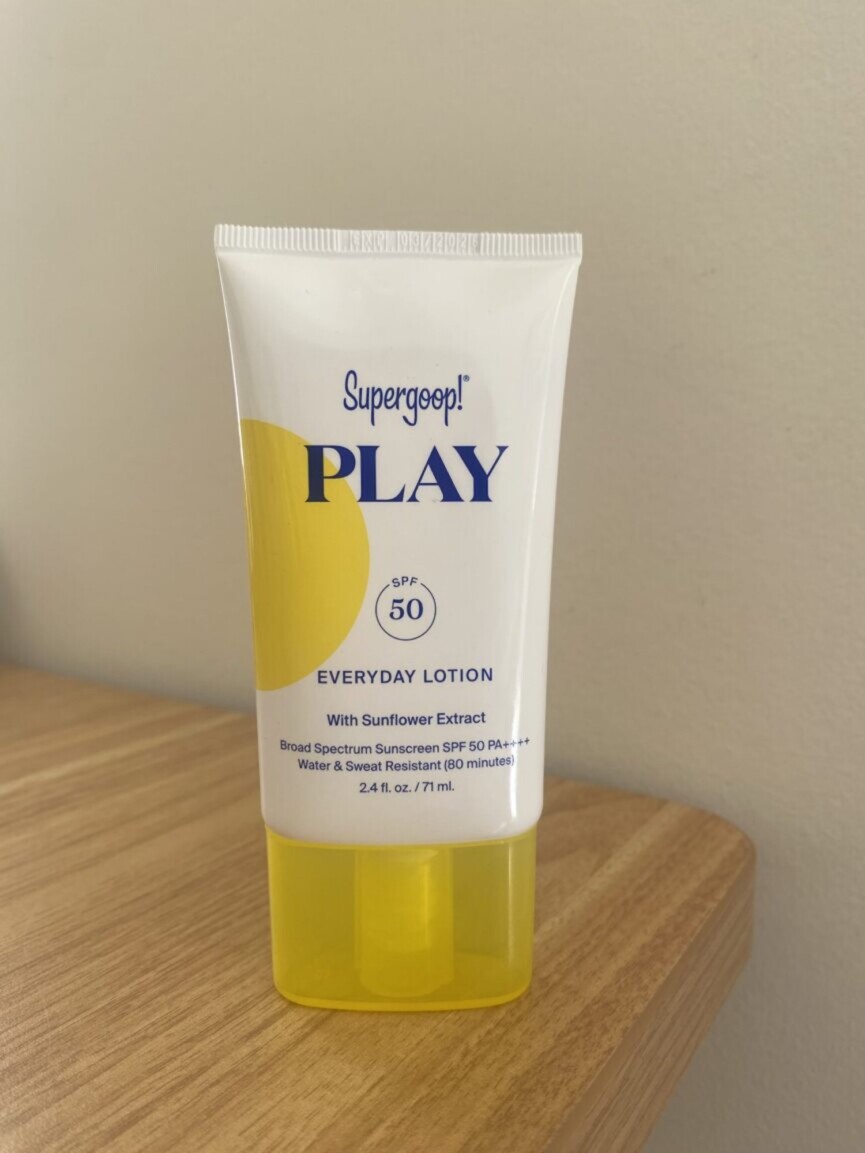 Supergoop!®
PLAY
SPF
50
EVERYDAY LOTION
With Sunflower Extract
Broad Spectrum Sunscreen SPF 50 PA++++
Water & Sweat Resistant (80 minutes)
2.4 fl. oz. / 71 ml.